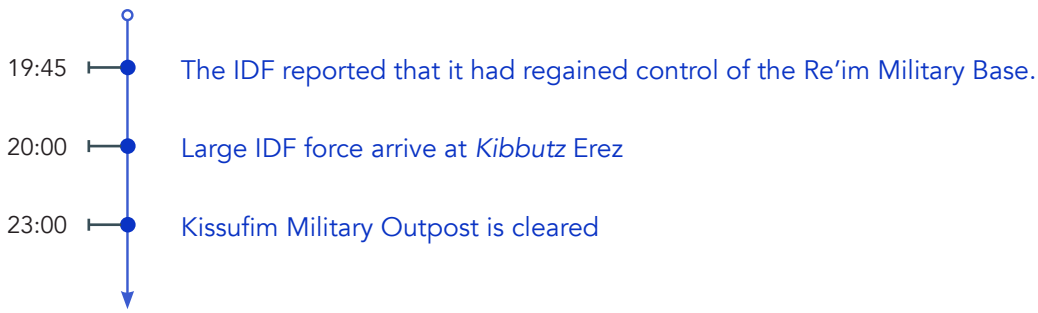 19:45 The IDF reported that it had regained control of the Re’im Military Base.
20:00 Large IDF force arrive at Kibbutz Erez
23:00 Kissufim Military Outpost is cleared